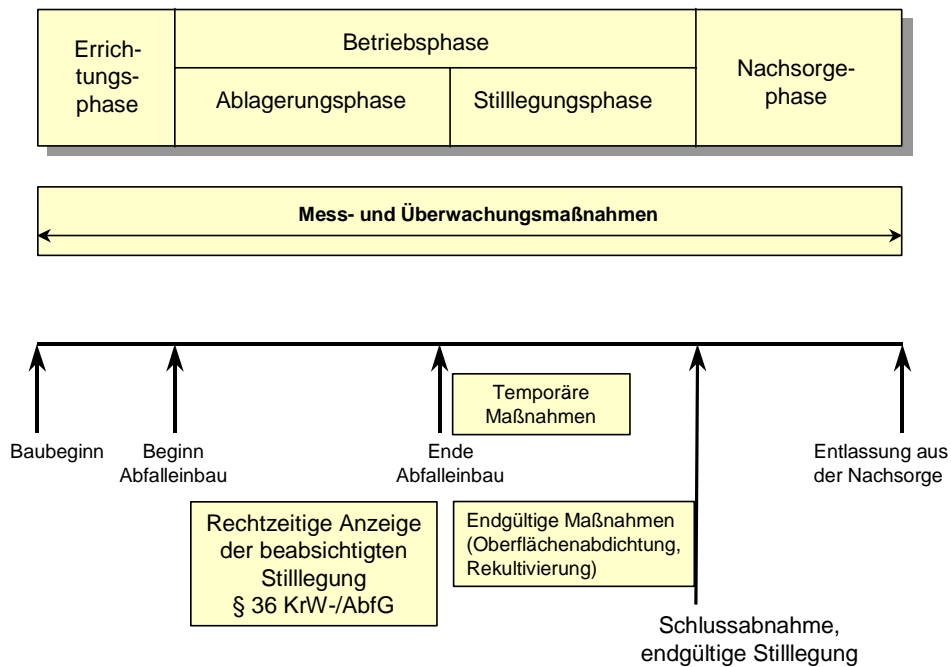 Errich-
tungs-
phase
Betriebsphase
Ablagerungsphase
Stilllegungsphase
Nachsorge-
phase
Mess- und Überwachungsmaßnahmen
Baubeginn
Beginn
Abfalleinbau
Ende
Abfalleinbau
Temporäre
Maßnahmen
Entlassung aus
der Nachsorge
Rechtzeitige Anzeige
der beabsichtigten
Stilllegung
§ 36 KrW-/AbfG
Endgültige Maßnahmen
(Oberflächenabdichtung,
Rekultivierung)
Schlussabnahme,
endgültige Stilllegung